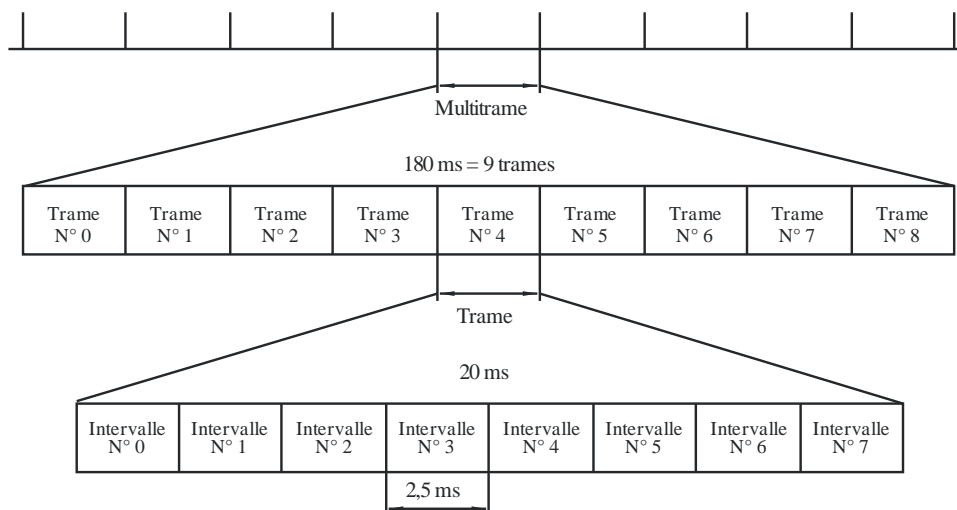 Multitrame
180 ms = 9 trames
Trame Trame Trame Trame Trame Trame Trame Trame Trame
N° 0 N° 1 N° 2 N° 3 N° 4 N° 5 N° 6 N° 7 N° 8
Trame
20 ms
Intervalle Intervalle Intervalle Intervalle Intervalle Intervalle Intervalle Intervalle
N° 0 N° 1 N° 2 N° 3 N° 4 N° 5 N° 6 N° 7
2,5 ms